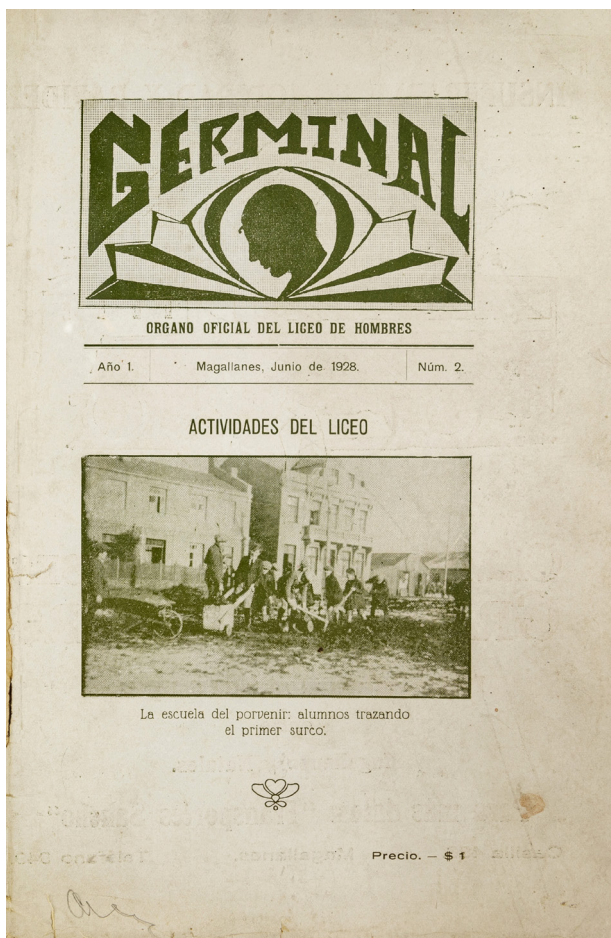 GERMINAL
ORGANO OFICIAL DEL LICEO DE HOMBRES
Año 1. Magallanes, Junio de 1928. Núm. 2.
ACTIVIDADES DEL LICEO
La escuela del porvenir: alumnos trazando
el primer surco.
Precio. – $ 1